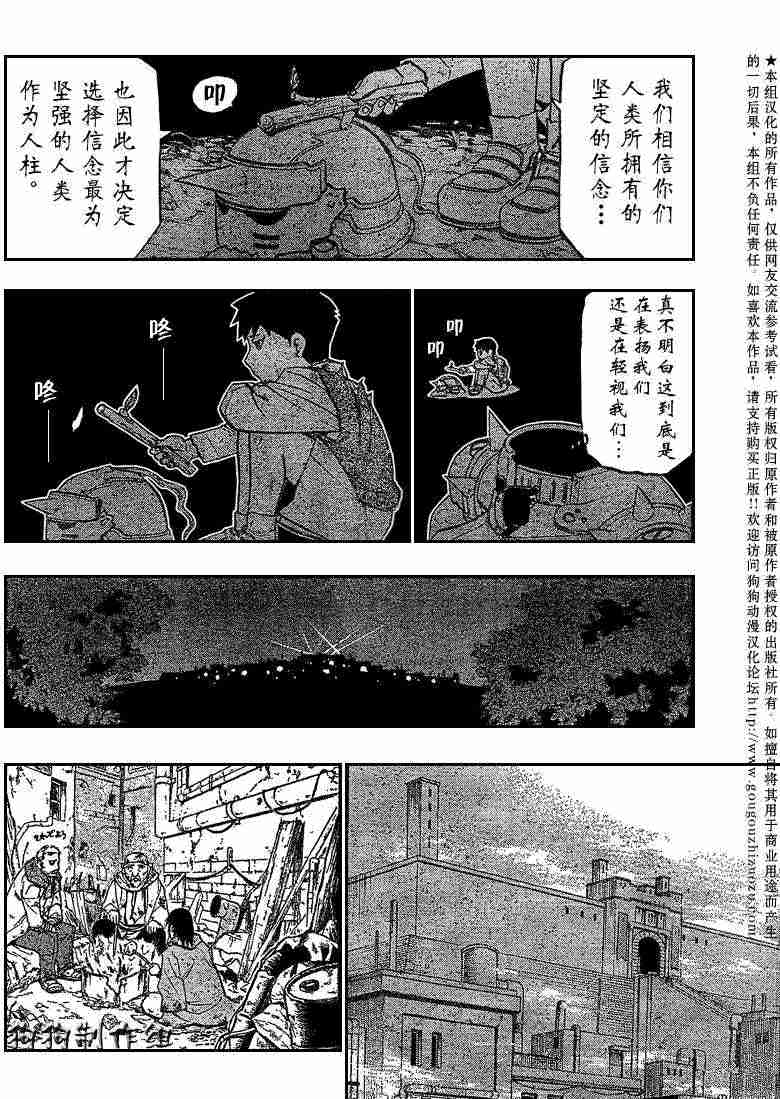 我们相信你们
人类所拥有的
坚定的信念…
叩
也因此才决定
选择信念最为
坚强的人类
作为人柱。
真不明白这到底是
在表扬我们
还是在轻视我们…
叩
叩
咚
咚
狗狗制作组
★本组汉化的所有作品，仅供网友交流参考试看，所有版权归原作者和被原作者授权的出版社所有。如擅自将其用于商业用途而产生
的一切后果，本组不负任何责任。如喜欢本作品，请支持购买正版!!欢迎访问狗狗动漫汉化论坛http://www.gougouzhizuozu.com